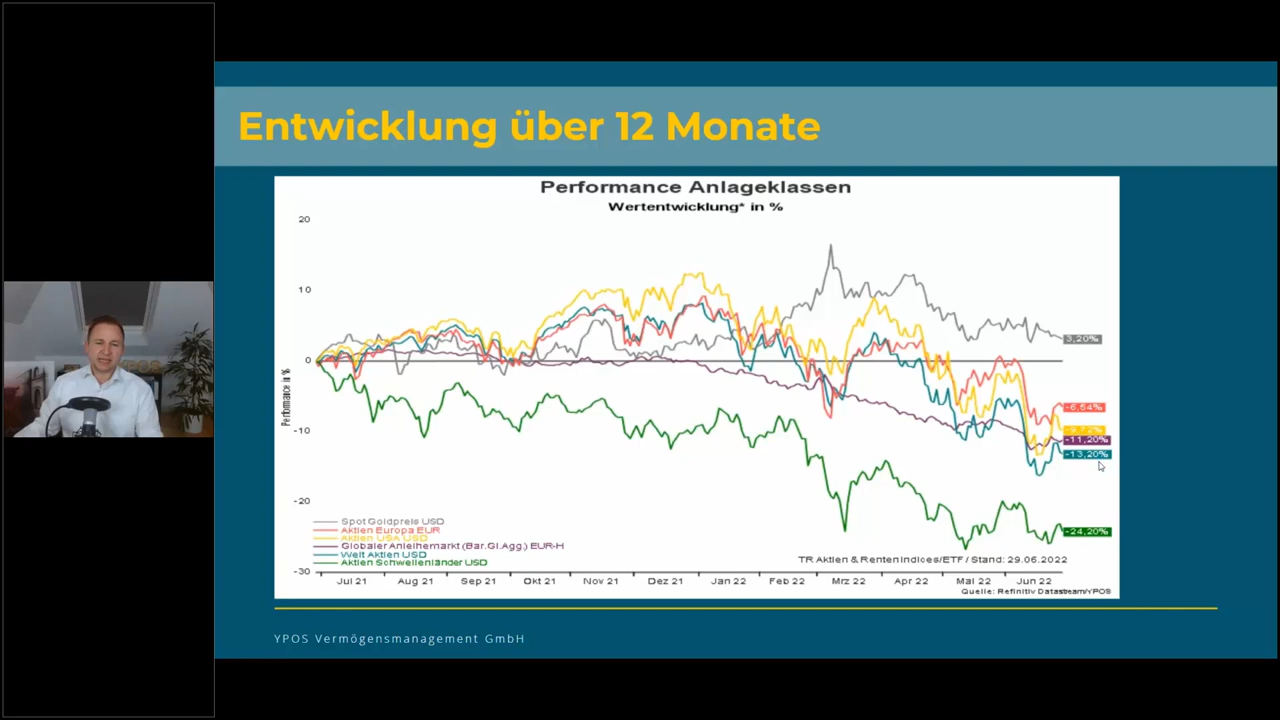 Entwicklung über 12 Monate
Performance Anlageklassen
Wertentwicklung* in %
20
10
0
-10
-20
-30
Performance in %
3,20%
-6,54%
-11,20%
-13,20%
-24,20%
Spot Goldpreis USD
Aktien Europa EUR
Aktien USA USD
Globaler Anleihemarkt (Bar.Gl.Agg.) EUR-H
Welt Aktien USD
Aktien Schwellenländer USD
TR Aktien & Rentenindices/ETF / Stand: 29.06.2022
Jul 21 Aug 21 Sep 21 Okt 21 Nov 21 Dez 21 Jan 22 Feb 22 Mrz 22 Apr 22 Mai 22 Jun 22
Quelle: Refinitiv Datastream/YPOS
YPOS Vermögensmanagement GmbH